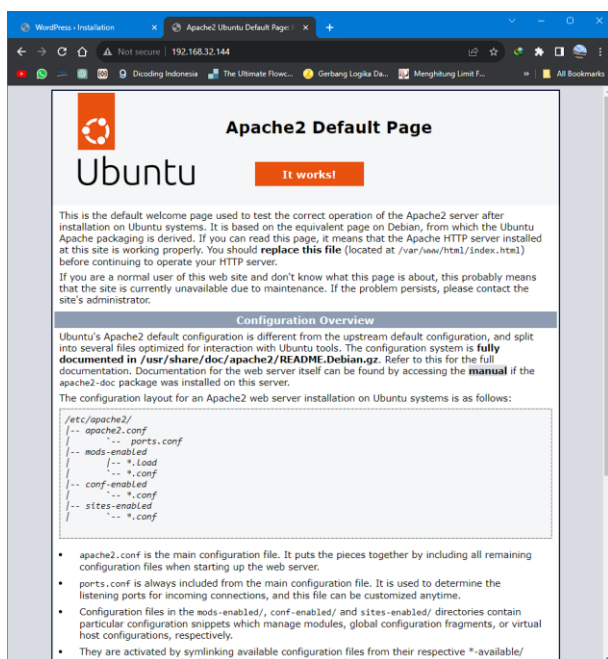 WordPress › Installation
Apache2 Ubuntu Default Page:
Not secure
192.168.32.144
Dicoding Indonesia
The Ultimate Flowc...
Gerbang Logika Da...
Menghitung Limit F...
»
All Bookmarks
Ubuntu
Apache2 Default Page
It works!
This is the default welcome page used to test the correct operation of the Apache2 server after
installation on Ubuntu systems. It is based on the equivalent page on Debian, from which the Ubuntu
Apache packaging is derived. If you can read this page, it means that the Apache HTTP server installed
at this site is working properly. You should replace this file (located at /var/www/html/index.html)
before continuing to operate your HTTP server.
If you are a normal user of this web site and don't know what this page is about, this probably means
that the site is currently unavailable due to maintenance. If the problem persists, please contact the
site's administrator.
Configuration Overview
Ubuntu's Apache2 default configuration is different from the upstream default configuration, and split
into several files optimized for interaction with Ubuntu tools. The configuration system is fully
documented in /usr/share/doc/apache2/README.Debian.gz. Refer to this for the full
documentation. Documentation for the web server itself can be found by accessing the manual if the
apache2-doc package was installed on this server.
The configuration layout for an Apache2 web server installation on Ubuntu systems is as follows:
/etc/apache2/
|-- apache2.conf
|       `--  ports.conf
|-- mods-enabled
|       |-- *.load
|       `-- *.conf
|-- conf-enabled
|       `-- *.conf
|-- sites-enabled
|       `-- *.conf
• apache2.conf is the main configuration file. It puts the pieces together by including all remaining
configuration files when starting up the web server.
• ports.conf is always included from the main configuration file. It is used to determine the
listening ports for incoming connections, and this file can be customized anytime.
• Configuration files in the mods-enabled/, conf-enabled/ and sites-enabled/ directories contain
particular configuration snippets which manage modules, global configuration fragments, or virtual
host configurations, respectively.
• They are activated by symlinking available configuration files from their respective *-available/